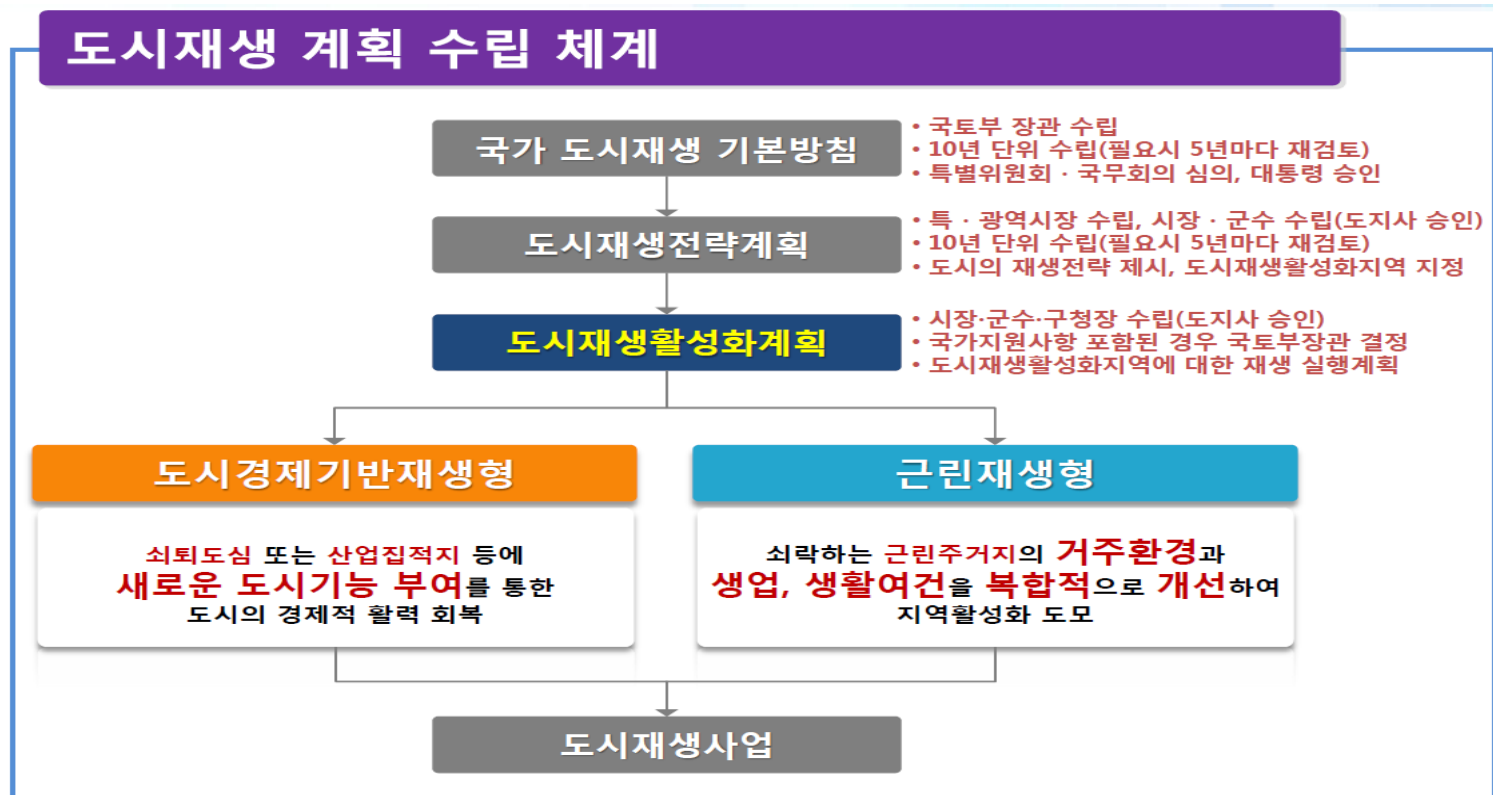 도시재생 계획 수립 체계
국가 도시재생 기본방침
• 국토부 장관 수립
• 10년 단위 수립(필요시 5년마다 재검토)
• 특별위원회 · 국무회의 심의, 대통령 승인
도시재생전략계획
• 특 · 광역시장 수립, 시장 · 군수 수립(도지사 승인)
• 10년 단위 수립(필요시 5년마다 재검토)
• 도시의 재생전략 제시, 도시재생활성화지역 지정
도시재생활성화계획
• 시장·군수·구청장 수립(도지사 승인)
• 국가지원사항 포함된 경우 국토부장관 결정
• 도시재생활성화지역에 대한 재생 실행계획
도시경제기반재생형
쇠퇴도심 또는 산업집적지 등에
새로운 도시기능 부여를 통한
도시의 경제적 활력 회복
근린재생형
쇠락하는 근린주거지의 거주환경과
생업, 생활여건을 복합적으로 개선하여
지역활성화 도모
도시재생사업